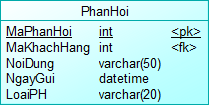 PhanHoi
MaPhanHoi int <pk>
MaKhachHang int <fk>
NoiDung varchar(50)
NgayGui datetime
LoaiPH varchar(20)